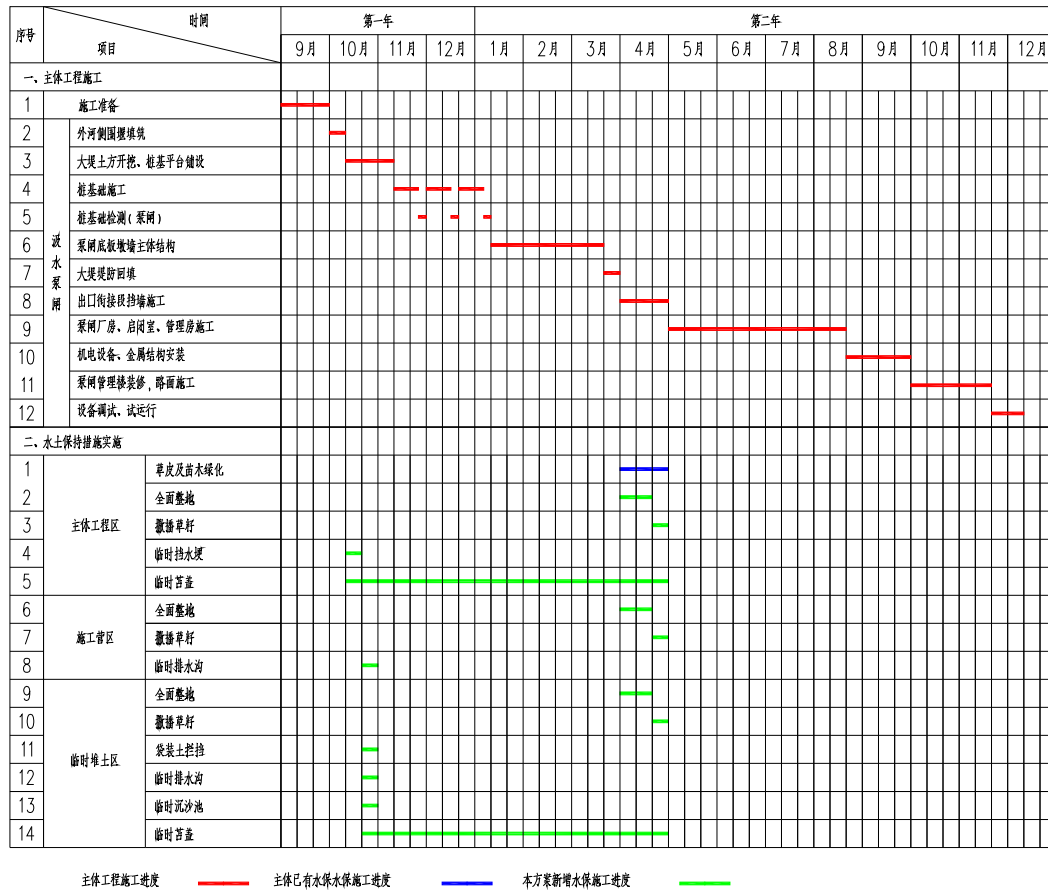 序号 项目 时间 第一年 第二年
9月 10月 11月 12月 1月 2月 3月 4月 5月 6月 7月 8月 9月 10月 11月 12月
一、主体工程施工
1 施工准备
汲水泵闸
2 外河侧围堰填筑
3 大堤土方开挖、桩基平台铺设
4 桩基础施工
5 桩基础检测(泵闸)
6 泵闸底板墩墙主体结构
7 大堤堤防回填
8 出口衔接段挡墙施工
9 泵闸厂房、启闭室、管理房施工
10 机电设备、金属结构安装
11 泵闸管理楼装修,路面施工
12 设备调试、试运行
二、水土保持措施实施
主体工程区
1 草皮及苗木绿化
2 全面整地
3 撒播草籽
4 临时挡水埂
5 临时苫盖
施工营区
6 全面整地
7 撒播草籽
8 临时排水沟
临时堆土区
9 全面整地
10 撒播草籽
11 袋装土拦挡
12 临时排水沟
13 临时沉沙池
14 临时苫盖
主体工程施工进度 主体已有水保水保施工进度 本方案新增水保施工进度